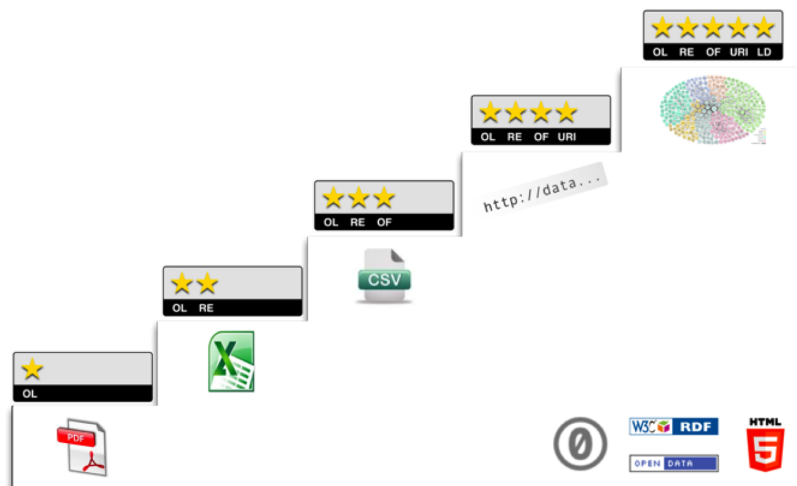 OL RE OF URI LD
OL RE OF URI
http://data...
OL RE OF
CSV
OL RE
X
OL
PDF
0
W3C RDF
OPEN DATA
HTML
5